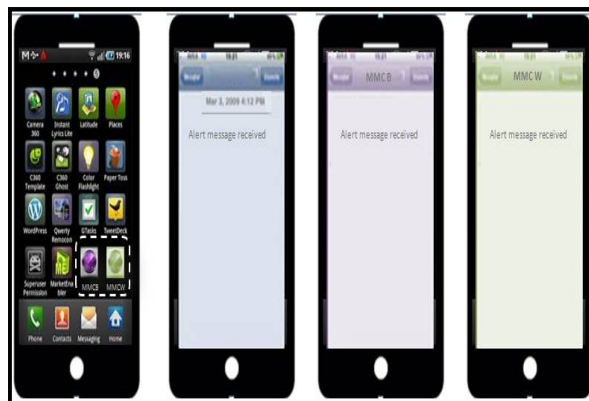 19:16
Camera
360
Instant
Lyrics Lite
Latitude
Places
C360
Template
C360
Ghost
Color
Flashlight
Paper Toss
WordPress
Qwerty
Remocon
GTasks
TweetDeck
Superuser
Permission
MarketEna
bler
MMCB
MMCW
Phone
Contacts
Messaging
Home
Mar 3, 2009 4:12 PM
Alert message received
MMCB
Alert message received
MMCW
Alert message received